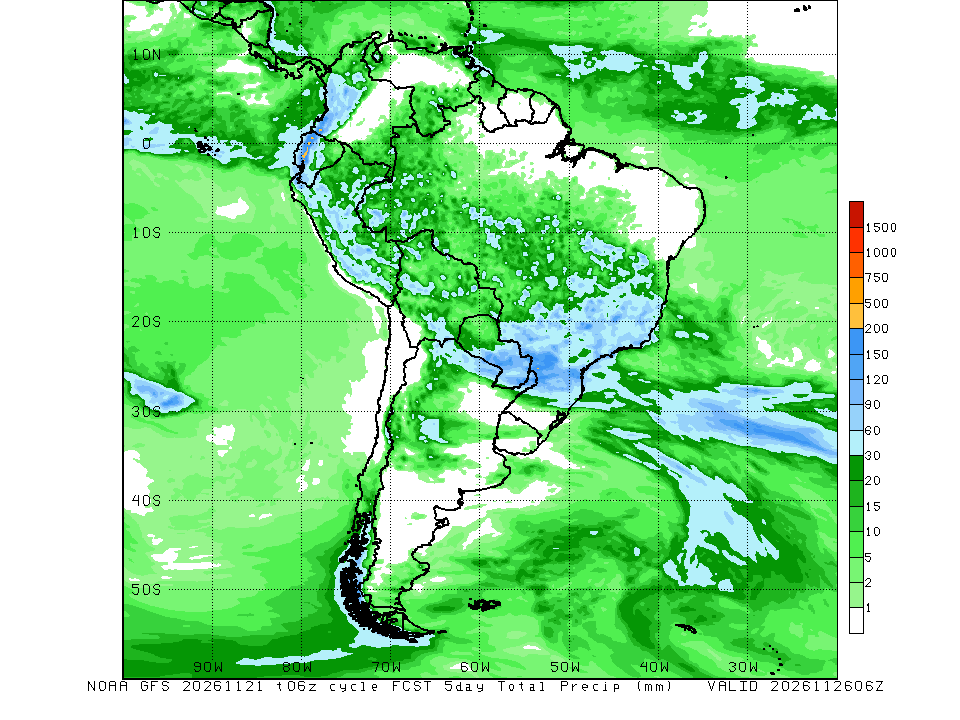 10N
0
10S
20S
30S
40S
50S
90W 80W 70W 60W 50W 40W 30W
1500
1000
750
500
200
150
120
90
60
30
20
15
10
5
2
1
NOAA GFS 20261121 t06z cycle FCST 5day Total Precip (mm) VALID 2026112606Z